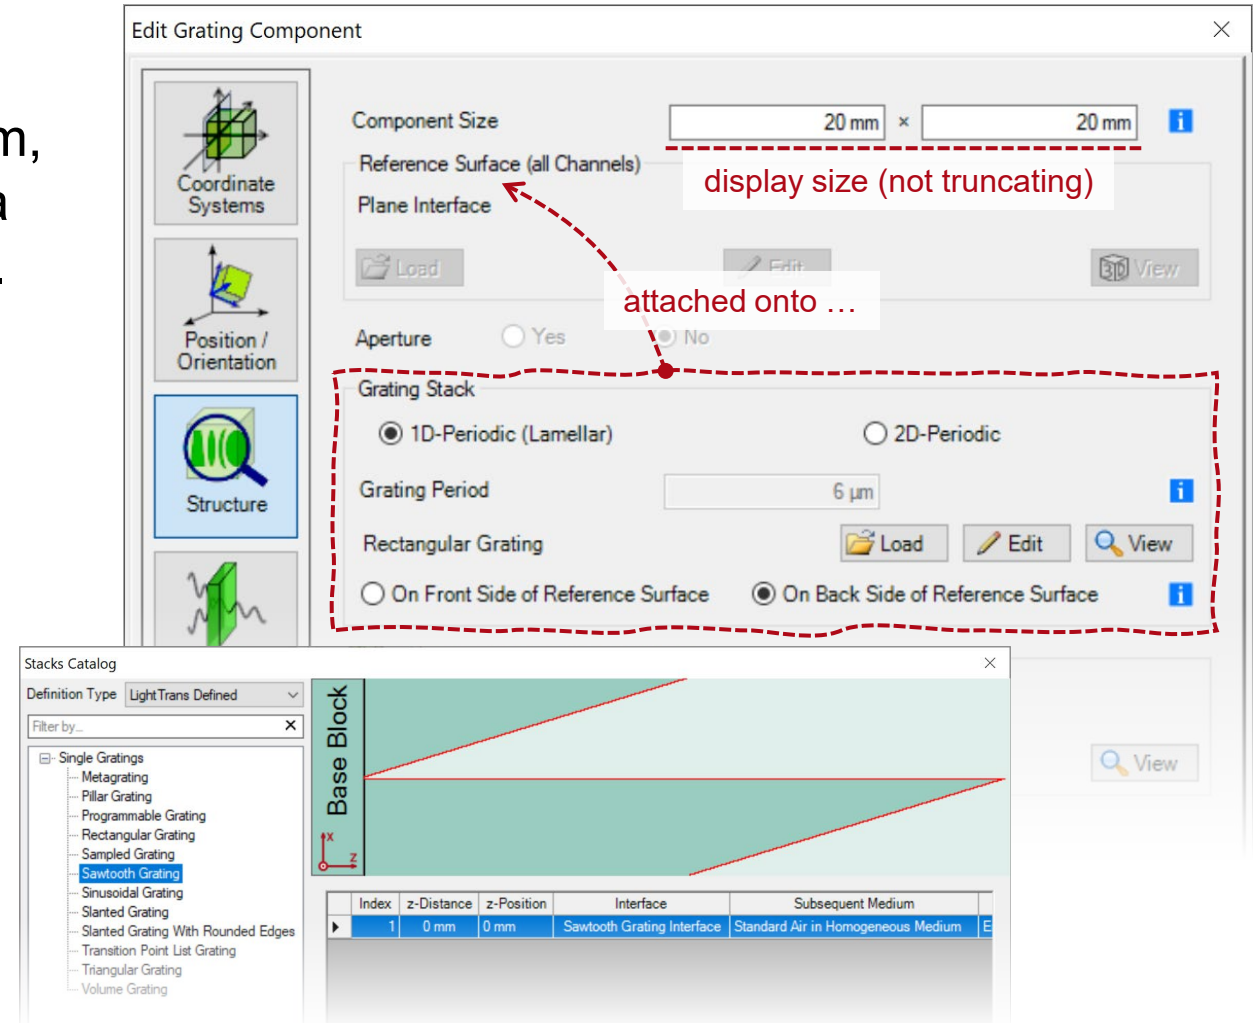 Edit Grating Component
m,
a
.
Coordinate
Systems
Component Size 20 mm × 20 mm
display size (not truncating)
Reference Surface (all Channels)
Plane Interface
Load Edit 3D View
attached onto …
Position /
Orientation
Aperture Yes No
Grating Stack
1D-Periodic (Lamellar) 2D-Periodic
Structure
Grating Period 6 µm
Rectangular Grating Load Edit View
On Front Side of Reference Surface On Back Side of Reference Surface
View
Stacks Catalog
Definition Type LightTrans Defined
Filter by...
Single Gratings
Metagrating
Pillar Grating
Programmable Grating
Rectangular Grating
Sampled Grating
Sawtooth Grating
Sinusoidal Grating
Slanted Grating
Slanted Grating With Rounded Edges
Transition Point List Grating
Triangular Grating
Volume Grating
Base Block
x
z
Index z-Distance z-Position Interface Subsequent Medium
1 0 mm 0 mm Sawtooth Grating Interface Standard Air in Homogeneous Medium E